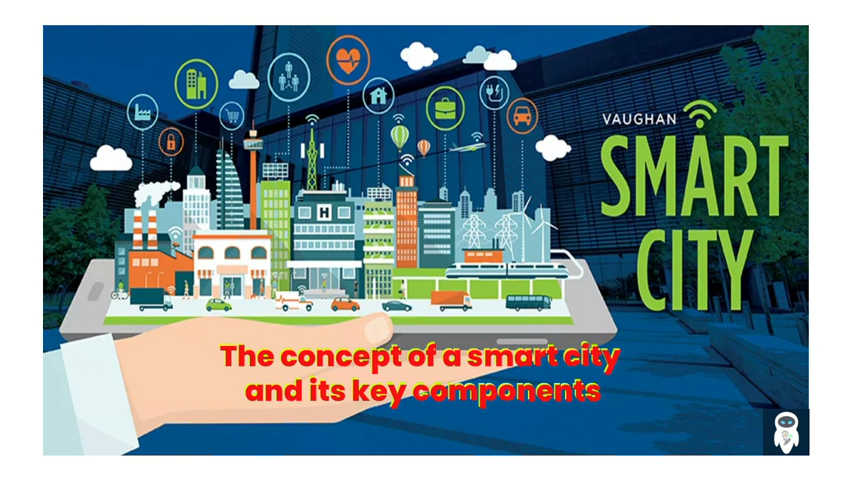 VAUGHAN
SMART
CITY
H
The concept of a smart city
and its key components